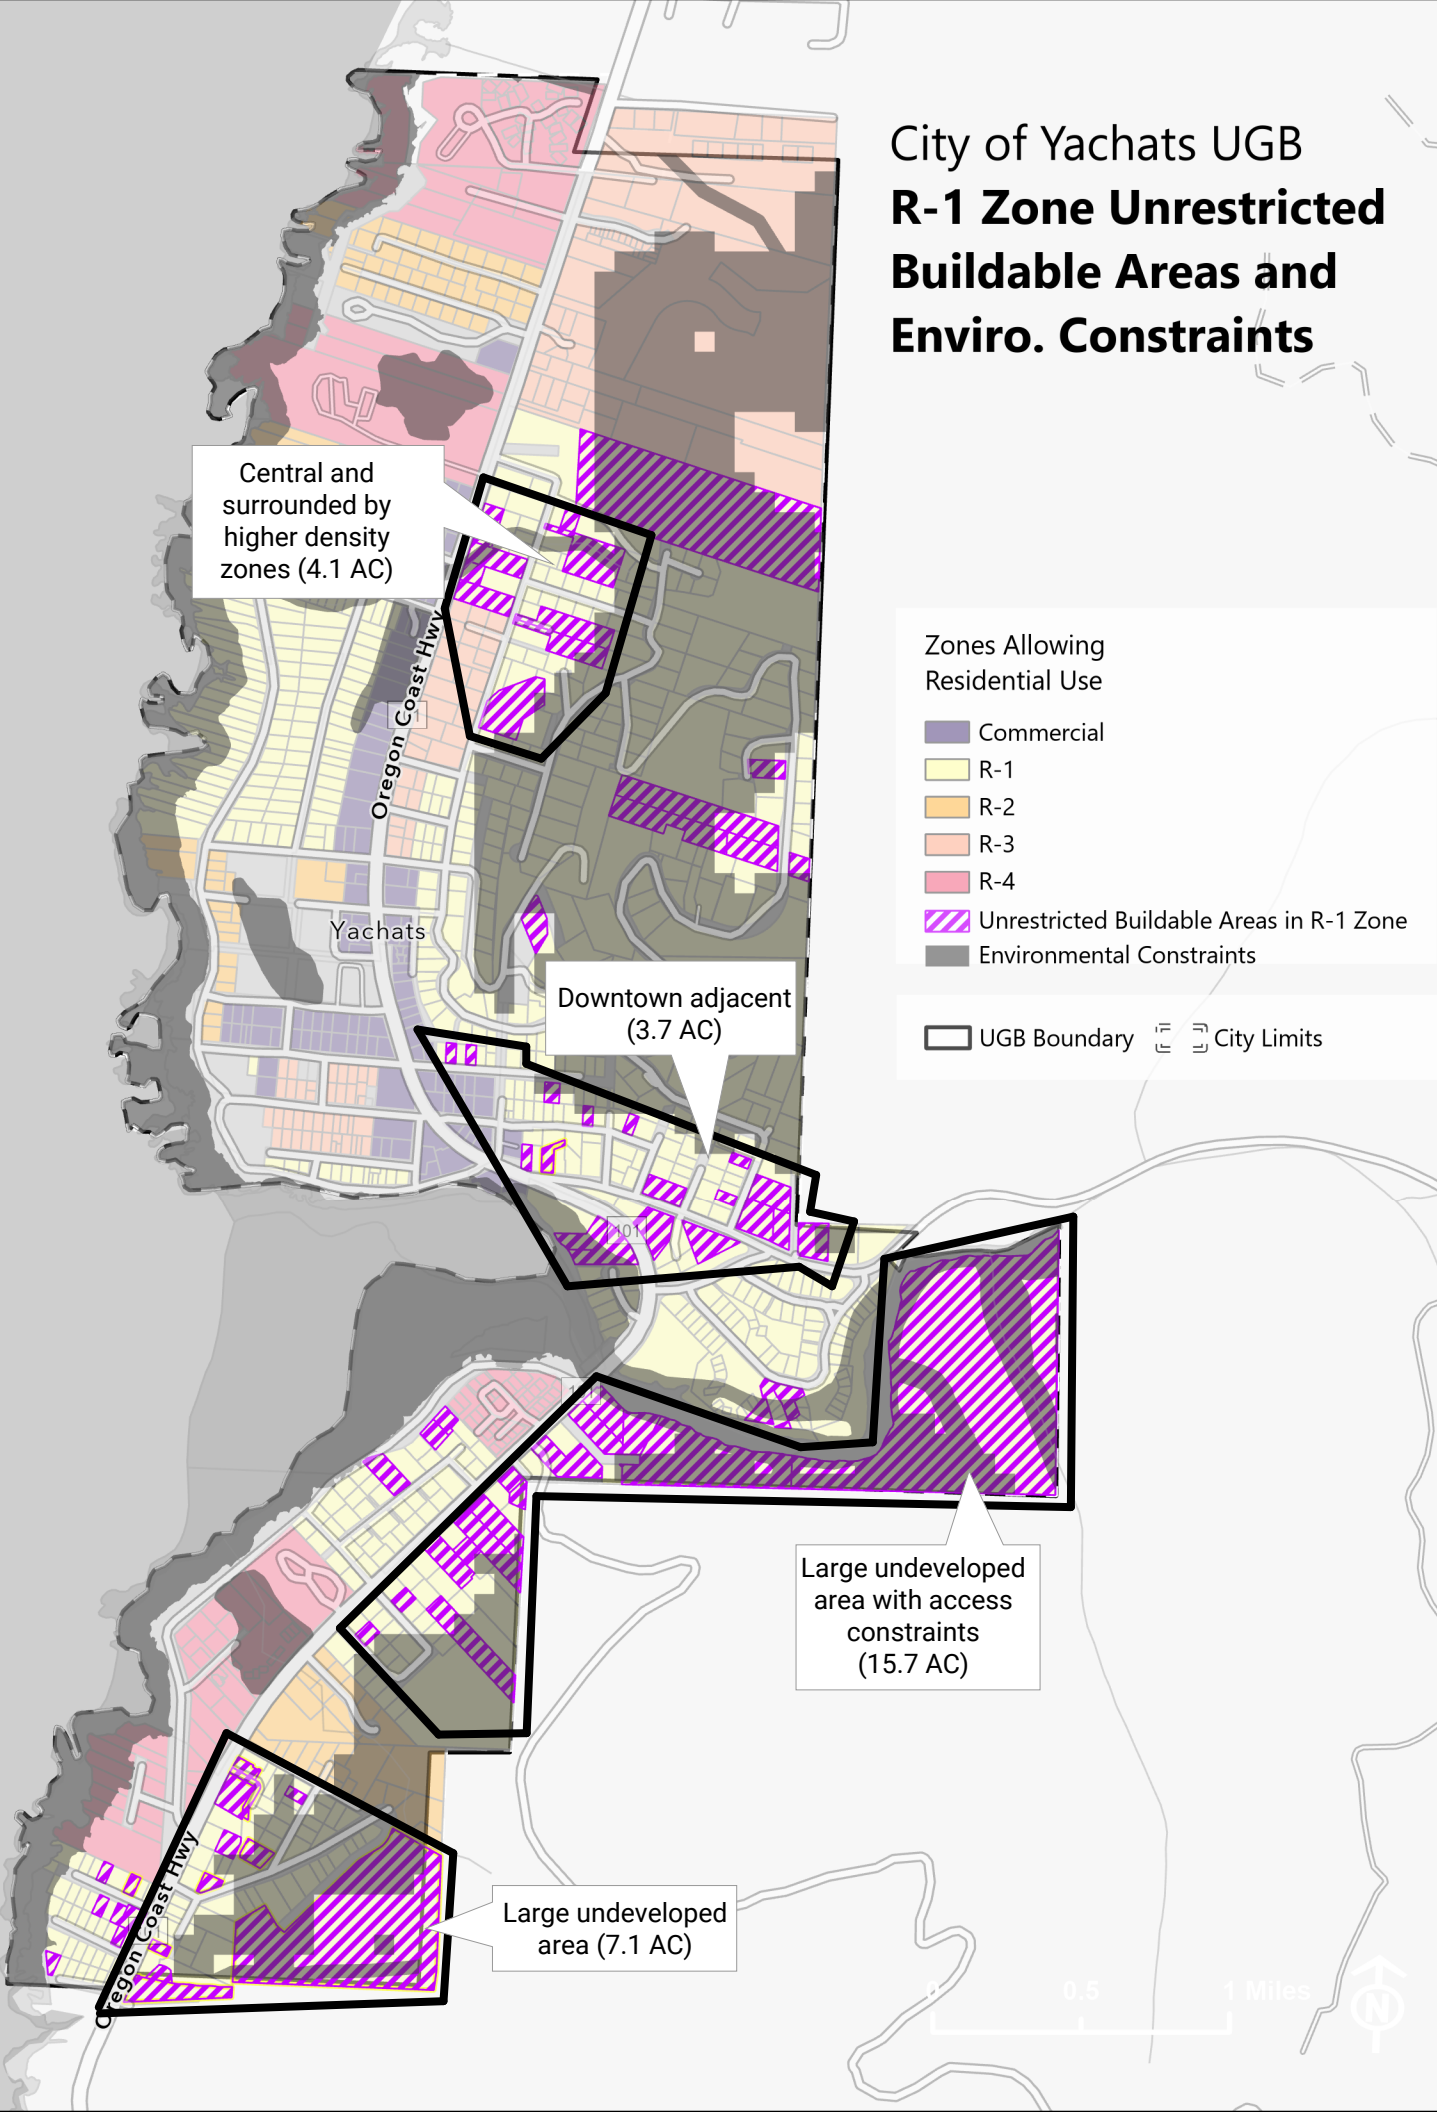 City of Yachats UGB
R-1 Zone Unrestricted
Buildable Areas and
Enviro. Constraints
Central and
surrounded by
higher density
zones (4.1 AC)
Oregon Coast Hwy
Zones Allowing
Residential Use
Commercial
R-1
R-2
R-3
R-4
Unrestricted Buildable Areas in R-1 Zone
Environmental Constraints
UGB Boundary
City Limits
Yachats
Downtown adjacent
(3.7 AC)
101
Large undeveloped
area with access
constraints
(15.7 AC)
Oregon Coast Hwy
Large undeveloped
area (7.1 AC)
0 0.5 1 Miles
N